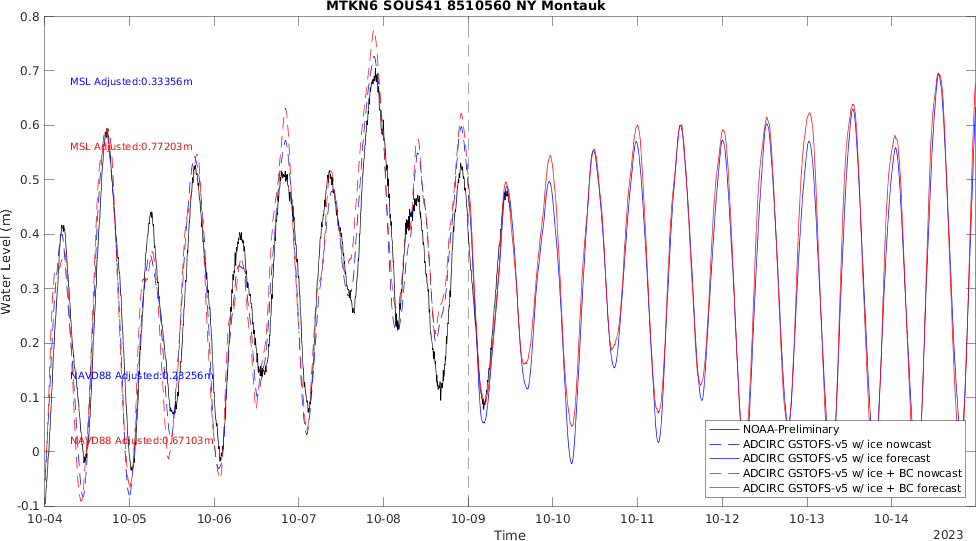 MTKN6 SOUS41 8510560 NY Montauk
0.8
0.7
0.6
0.5
0.4
0.3
0.2
0.1
0
-0.1
Water Level (m)
MSL Adjusted:0.33356m
MSL Adjusted:0.77203m
NAVD88 Adjusted:0.23256m
NAVD88 Adjusted:0.67103m
NOAA-Preliminary
ADCIRC GSTOFS-v5 w/ ice nowcast
ADCIRC GSTOFS-v5 w/ ice forecast
ADCIRC GSTOFS-v5 w/ ice + BC nowcast
ADCIRC GSTOFS-v5 w/ ice + BC forecast
10-04 10-05 10-06 10-07 10-08 10-09 10-10 10-11 10-12 10-13 10-14
Time
2023